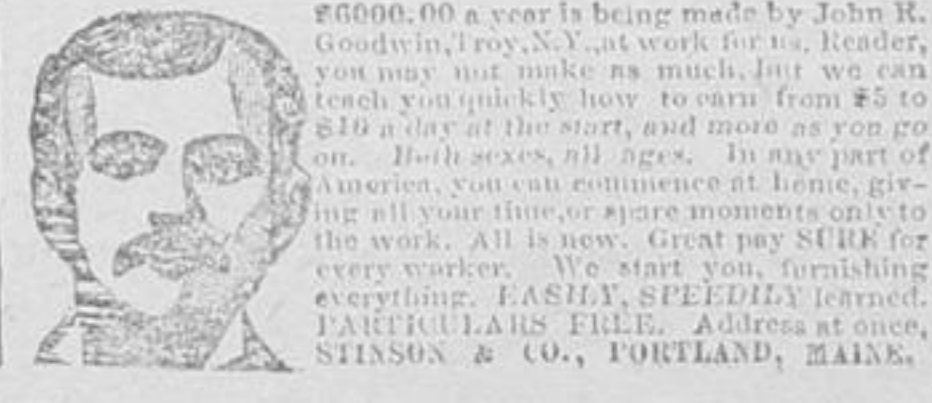 $6000.00 a year is being made by John R.
Goodwin, Troy, N.Y., at work for us. Reader,
you may not make as much, but we can
teach you quickly how to earn from $5 to
$10 a day at the start, and more as you go
on. Both sexes, all ages. In any part of
America, you can commence at home, giv-
ing all your time, or spare moments only to
the work. All is new. Great pay SURE for
every worker. We start you, furnishing
everything. EASILY, SPEEDILY learned.
PARTICULARS FREE. Address at once,
STINSON & CO., PORTLAND, MAINE.